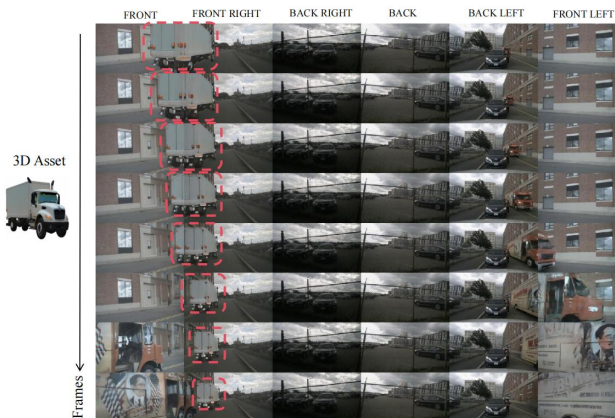 FRONT FRONT RIGHT BACK RIGHT BACK BACK LEFT FRONT LEFT
3D Asset
Frames